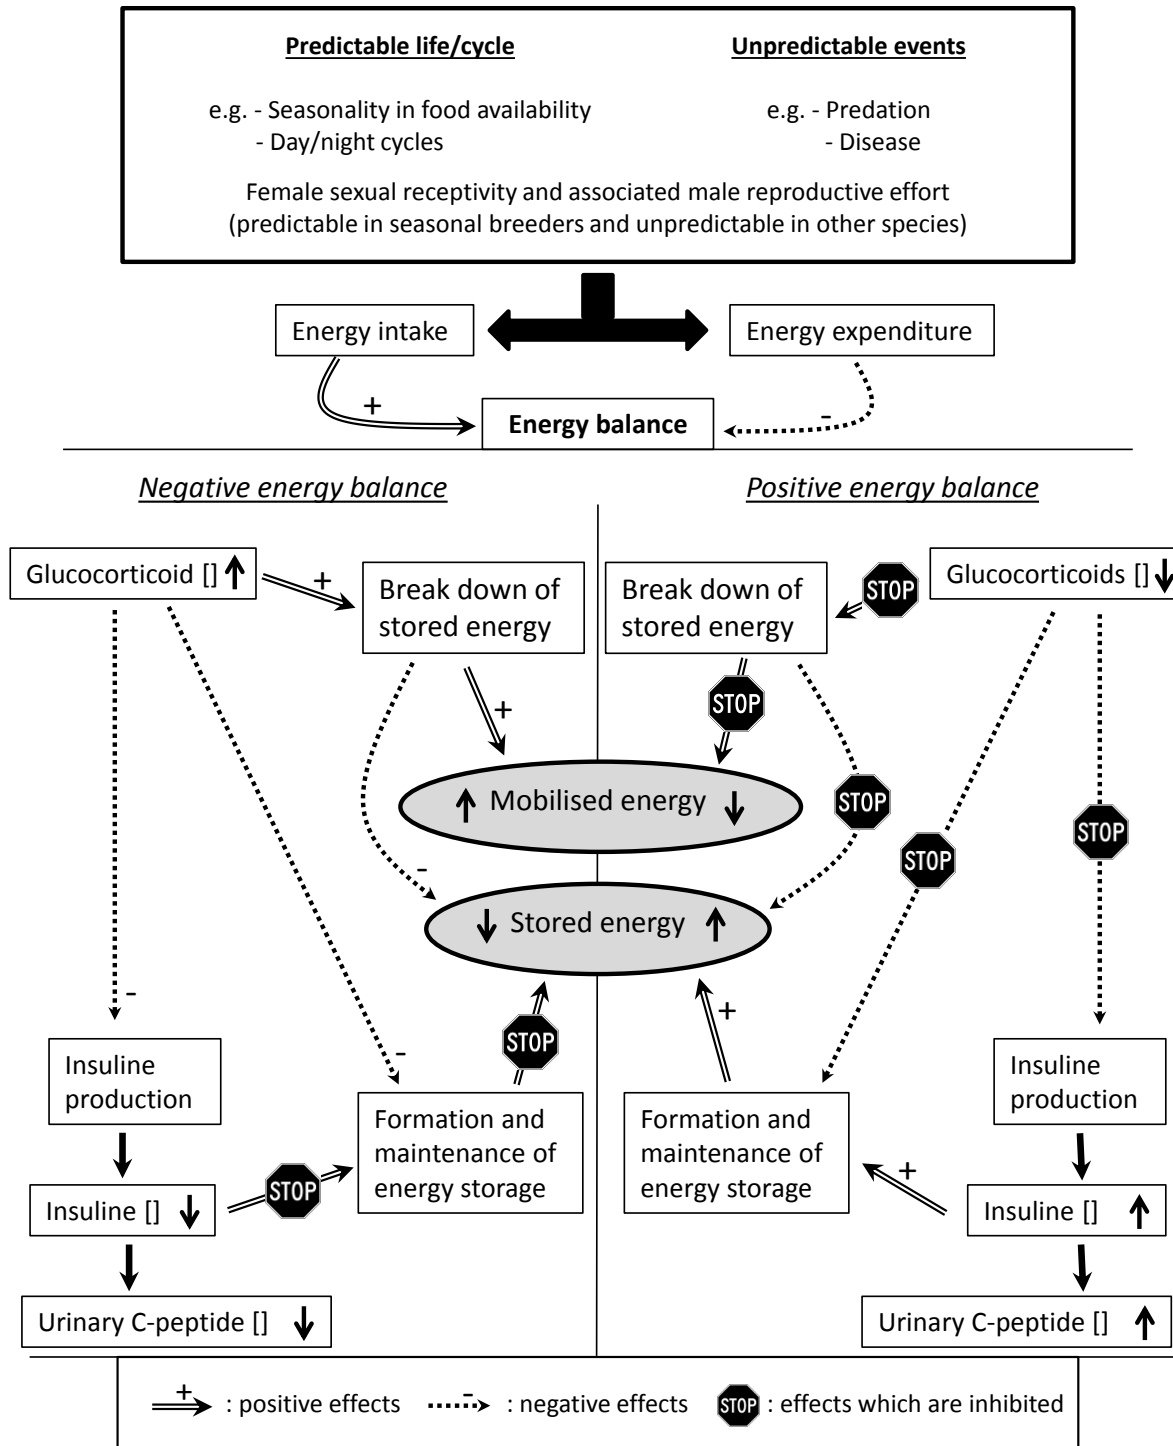 Predictable life/cycle
Unpredictable events
e.g. - Seasonality in food availability
- Day/night cycles
e.g. - Predation
- Disease
Female sexual receptivity and associated male reproductive effort
(predictable in seasonal breeders and unpredictable in other species)
Energy intake
Energy expenditure
+
-
Energy balance
Negative energy balance
Positive energy balance
Glucocorticoid []
+
Break down of
stored energy
Break down of
stored energy
STOP
Glucocorticoids []
+
STOP
Mobilised energy
STOP
STOP
STOP
-
Stored energy
-
-
STOP
+
Insuline
production
Formation and
maintenance of
energy storage
Formation and
maintenance of
energy storage
Insuline
production
STOP
+
Insuline []
Insuline []
Urinary C-peptide []
Urinary C-peptide []
+ : positive effects
- : negative effects
STOP : effects which are inhibited